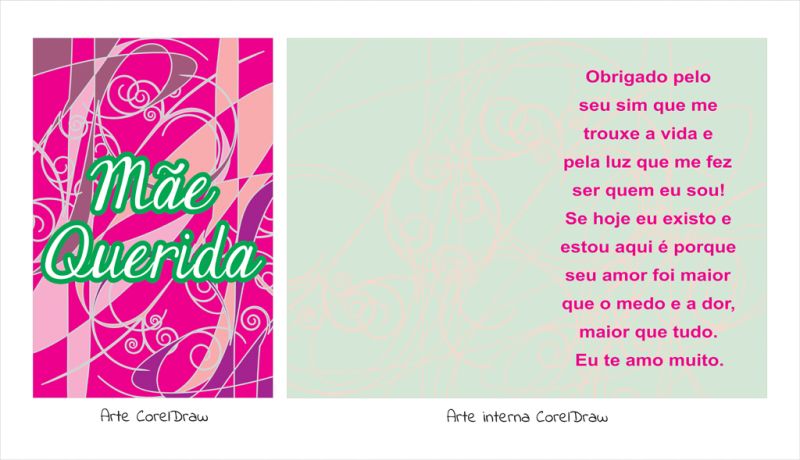 Mãe
Querida
Obrigado pelo
seu sim que me
trouxe a vida e
pela luz que me fez
ser quem eu sou!
Se hoje eu existo e
estou aqui é porque
seu amor foi maior
que o medo e a dor,
maior que tudo.
Eu te amo muito.
Arte CorelDraw
Arte interna CorelDraw